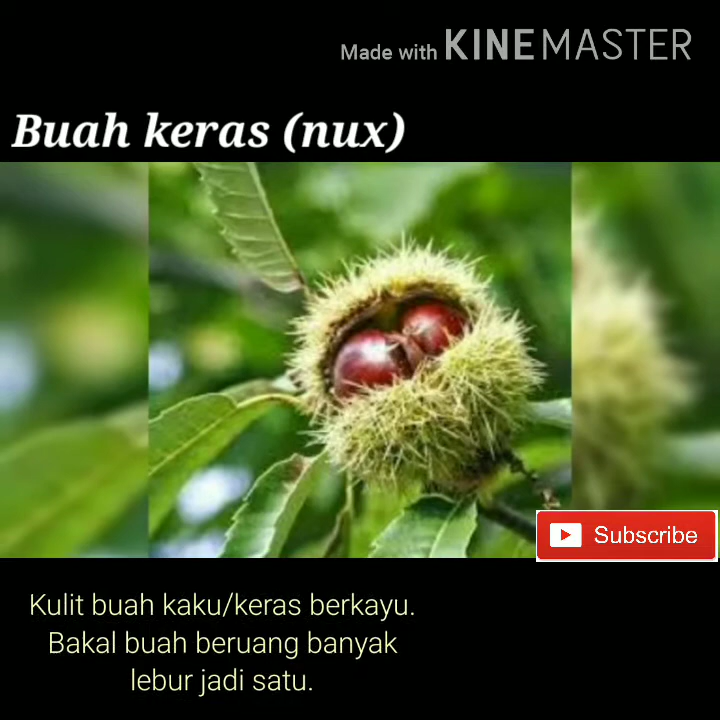 Made with KINEMASTER
Buah keras (nux)
Subscribe
Kulit buah kaku/keras berkayu.
Bakal buah beruang banyak
lebur jadi satu.